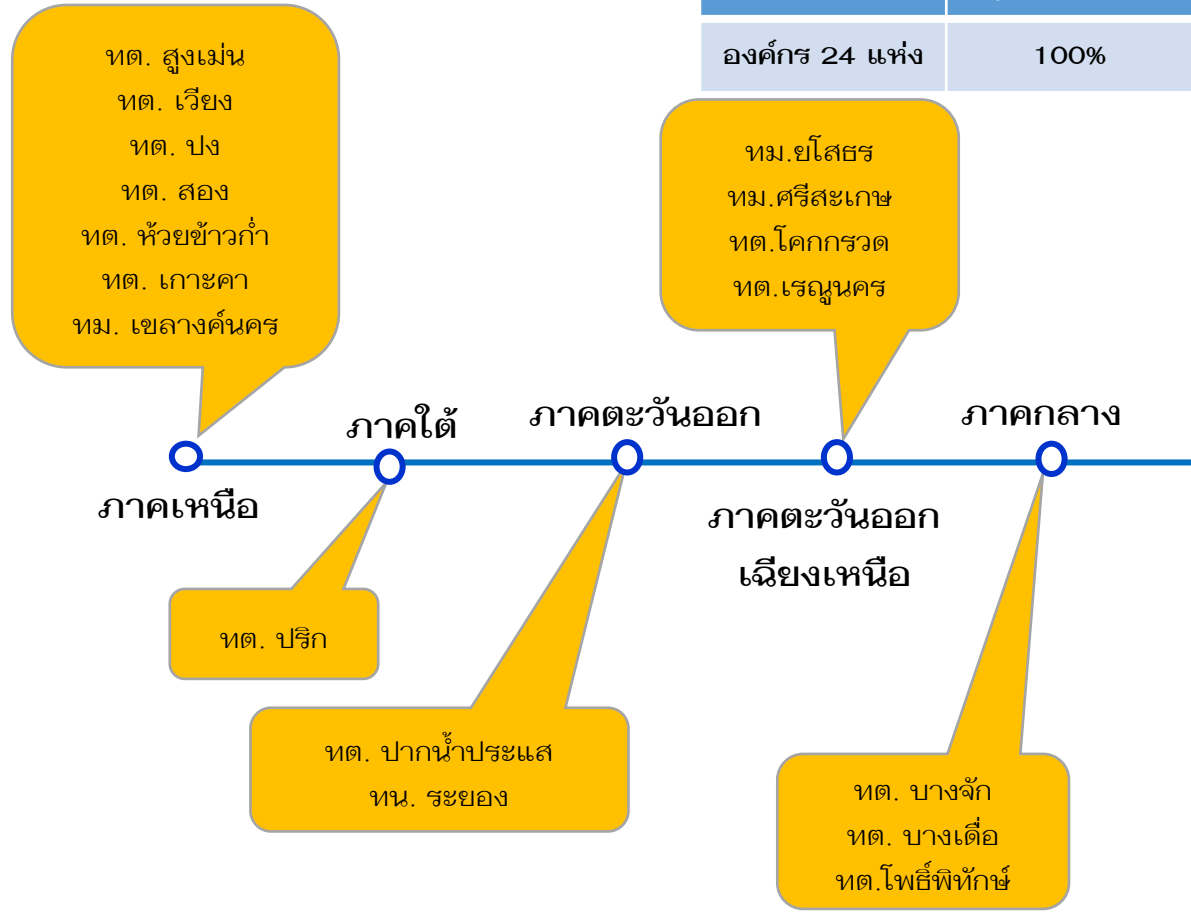 องค์กร 24 แห่ง 100%
ทต. สูงเม่น
ทต. เวียง
ทต. ปง
ทต. สอง
ทต. ห้วยข้าวก่ำ
ทต. เกาะคา
ทม. เขลางค์นคร
ทม.ยโสธร
ทม.ศรีสะเกษ
ทต.โคกกรวด
ทต.เรณูนคร
ภาคเหนือ
ภาคใต้
ภาคตะวันออก
ภาคตะวันออก
เฉียงเหนือ
ภาคกลาง
ทต. ปริก
ทต. ปากน้ำประแส
ทน. ระยอง
ทต. บางจัก
ทต. บางเดื่อ
ทต.โพธิ์พิทักษ์